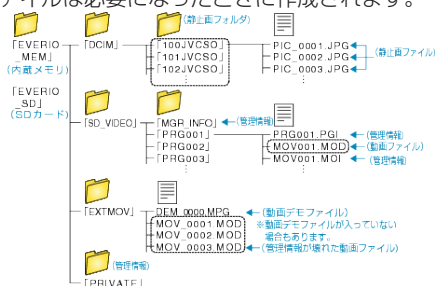 ァイルは必要になったときに作成されます。
(静止画フォルダ)
「EVERIO_MEM」
(内蔵メモリ)
「EVERIO_SD」
(SDカード)
「DCIM」
「100JVCSO」
「101JVCSO」
「102JVCSO」
PIC_0001.JPG
PIC_0002.JPG
PIC_0003.JPG
(静止画ファイル)
「SD_VIDEO」
「MGR_INFO」
(管理情報)
「PRG001」
「PRG002」
「PRG003」
PRG001.PGI
(管理情報)
MOV001.MOD
(動画ファイル)
MOV001.MOI
(管理情報)
「EXTMOV」
DEM_0000.MPG
(動画デモファイル)
※動画デモファイルが入っていない
場合もあります。
MOV_0001.MOD
MOV_0002.MOD
MOV_0003.MOD
(管理情報が壊れた動画ファイル)
(管理情報)
「PRIVATE」